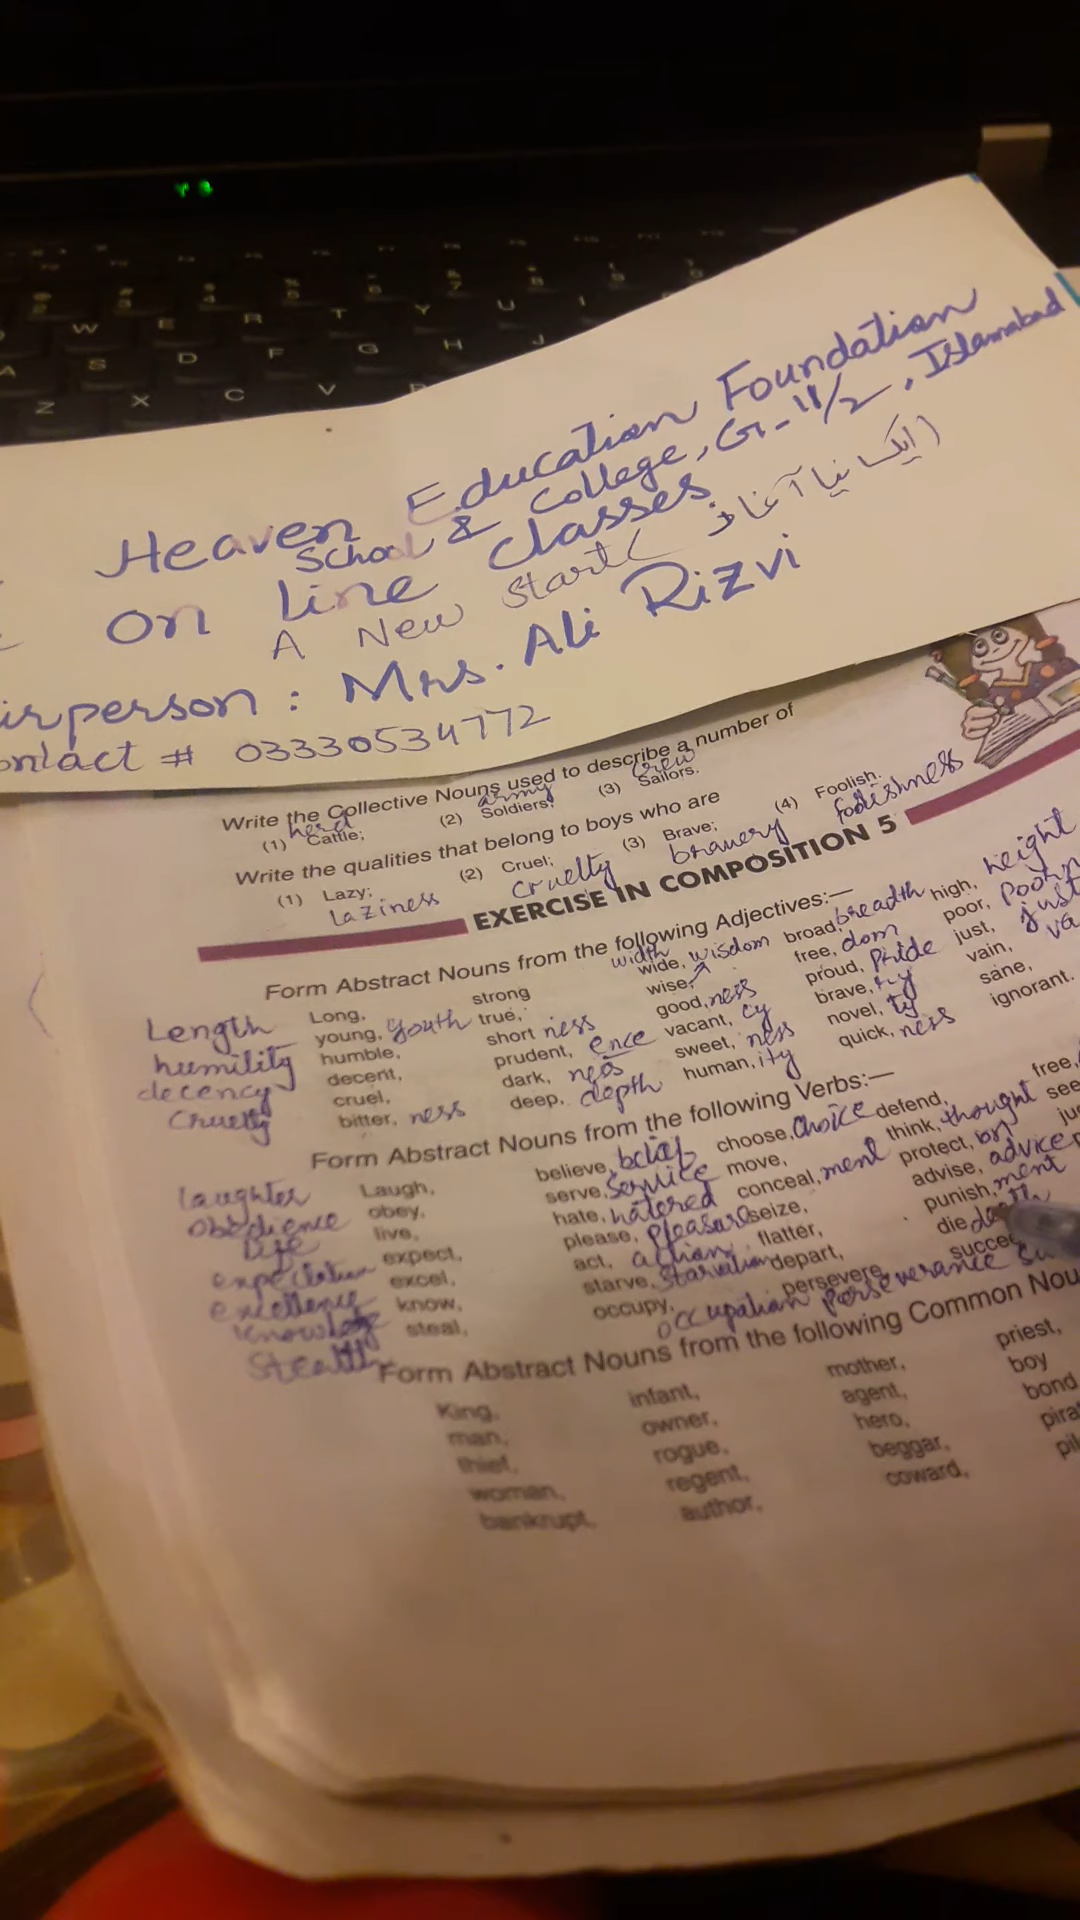 Heaven Education Foundation
School & College, G-11/2, Islamabad
On line classes
A New Start (ایک نیا آغاز)
irperson : Mrs. Ali Rizvi
ontact # 03330534772
Write the Collective Nouns used to describe a number of
herd army crew
(1) Cattle; (2) Soldiers; (3) Sailors.
Write the qualities that belong to boys who are
(1) Lazy; (2) Cruel; (3) Brave; (4) Foolish.
laziness cruelty bravery foolishness
EXERCISE IN COMPOSITION 5
Form Abstract Nouns from the following Adjectives:—
Length Long, strong wide, width broad, breadth high, height
young, youth true, wise, wisdom free, dom poor,
humility humble, short ness good, ness proud, Pride just,
decency decent, prudent, ence vacant, cy brave, ry vain,
Cruelty cruel, dark, ness sweet, ness novel, ty sane,
bitter, ness deep, depth human, ity quick, ness ignorant.
Form Abstract Nouns from the following Verbs:—
laughter Laugh, believe, belief choose, choice defend, free,
obedience obey, serve, service move, think, thought see
life live, hate, hatered conceal, ment protect, on
expectation expect, please, pleasure seize, advise, advice
excellence excel, act, action flatter, punish, ment
know, starve, starvation depart, die
Stealth steal, occupy, occupation persevere, perseverance
Form Abstract Nouns from the following Common Nou
King, infant, mother, priest,
man, owner, agent, boy
thief, rogue, hero, bond
woman, regent, beggar, pira
bankrupt, author, coward, pil